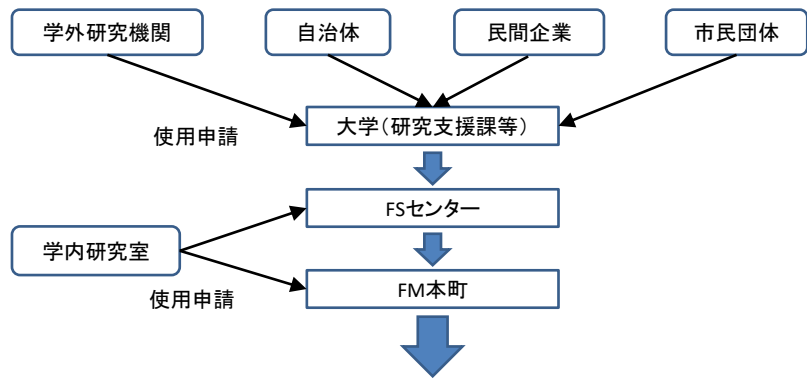 学外研究機関
自治体
民間企業
市民団体
大学（研究支援課等）
使用申請
FSセンター
学内研究室
FM本町
使用申請